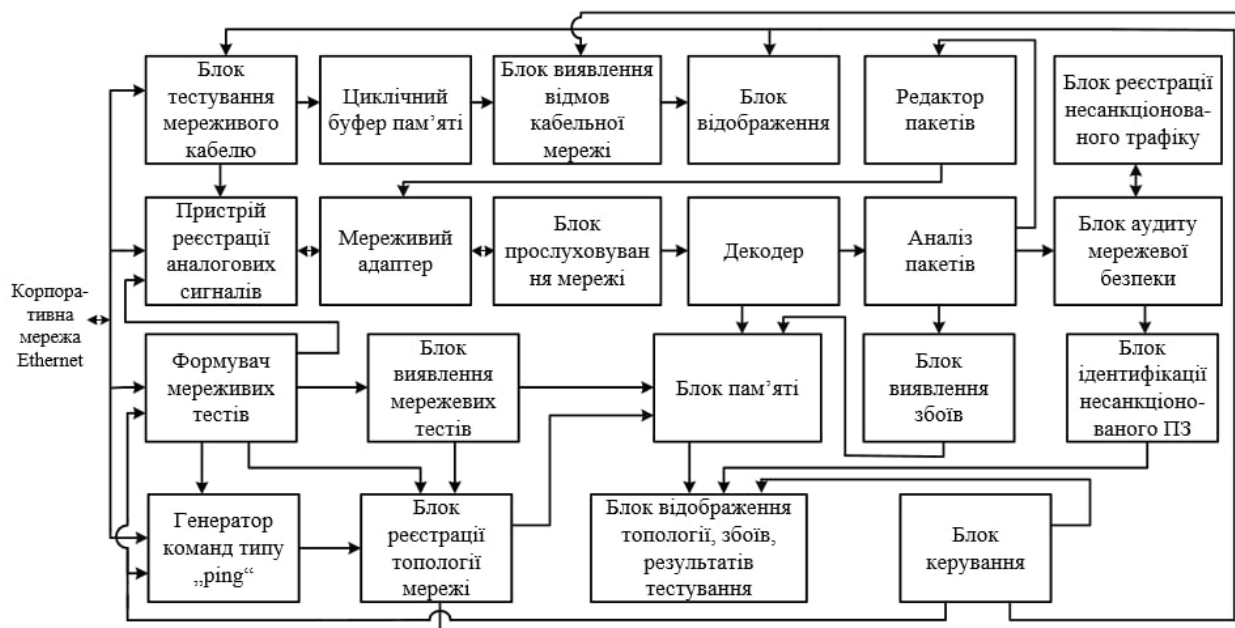 Блок
тестування
мереживого
кабелю
Циклічний
буфер пам’яті
Блок виявлення
відмов
кабельної
мережі
Блок
відображення
Редактор
пакетів
Блок реєстрації
несанкціонова-
ного трафіку
Пристрій
реєстрації
аналогових
сигналів
Мереживий
адаптер
Блок
прослуховуван
ня мережі
Декодер
Аналіз
пакетів
Блок аудиту
мережевої
безпеки
Корпора-
тивна
мережа
Ethernet
Формувач
мереживих
тестів
Блок
виявлення
мережевих
тестів
Блок пам’яті
Блок
виявлення
збоїв
Блок
ідентифікації
несанкціоно-
ваного ПЗ
Генератор
команд типу
„ping“
Блок
реєстрації
топології
мережі
Блок відображення
топології, збоїв,
результатів
тестування
Блок
керування